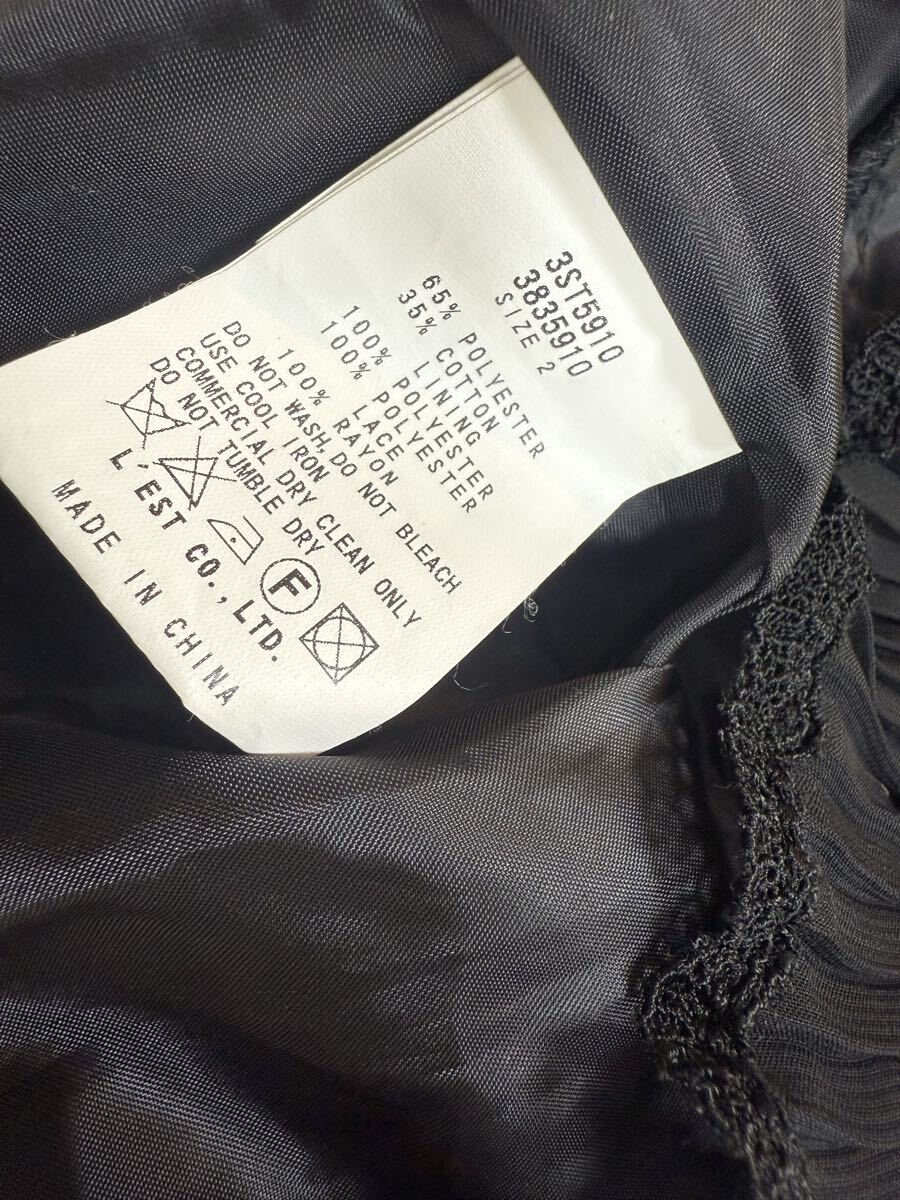 3ST5910
3835910
SIZE 2
65% POLYESTER
35% COTTON
LINING
100% POLYESTER
100% POLYESTER
LACE
100% RAYON
DO NOT WASH,DO NOT BLEACH
USE COOL IRON
COMMERCIAL DRY CLEAN ONLY
DO NOT TUMBLE DRY
F
L'EST CO.,LTD.
MADE IN CHINA